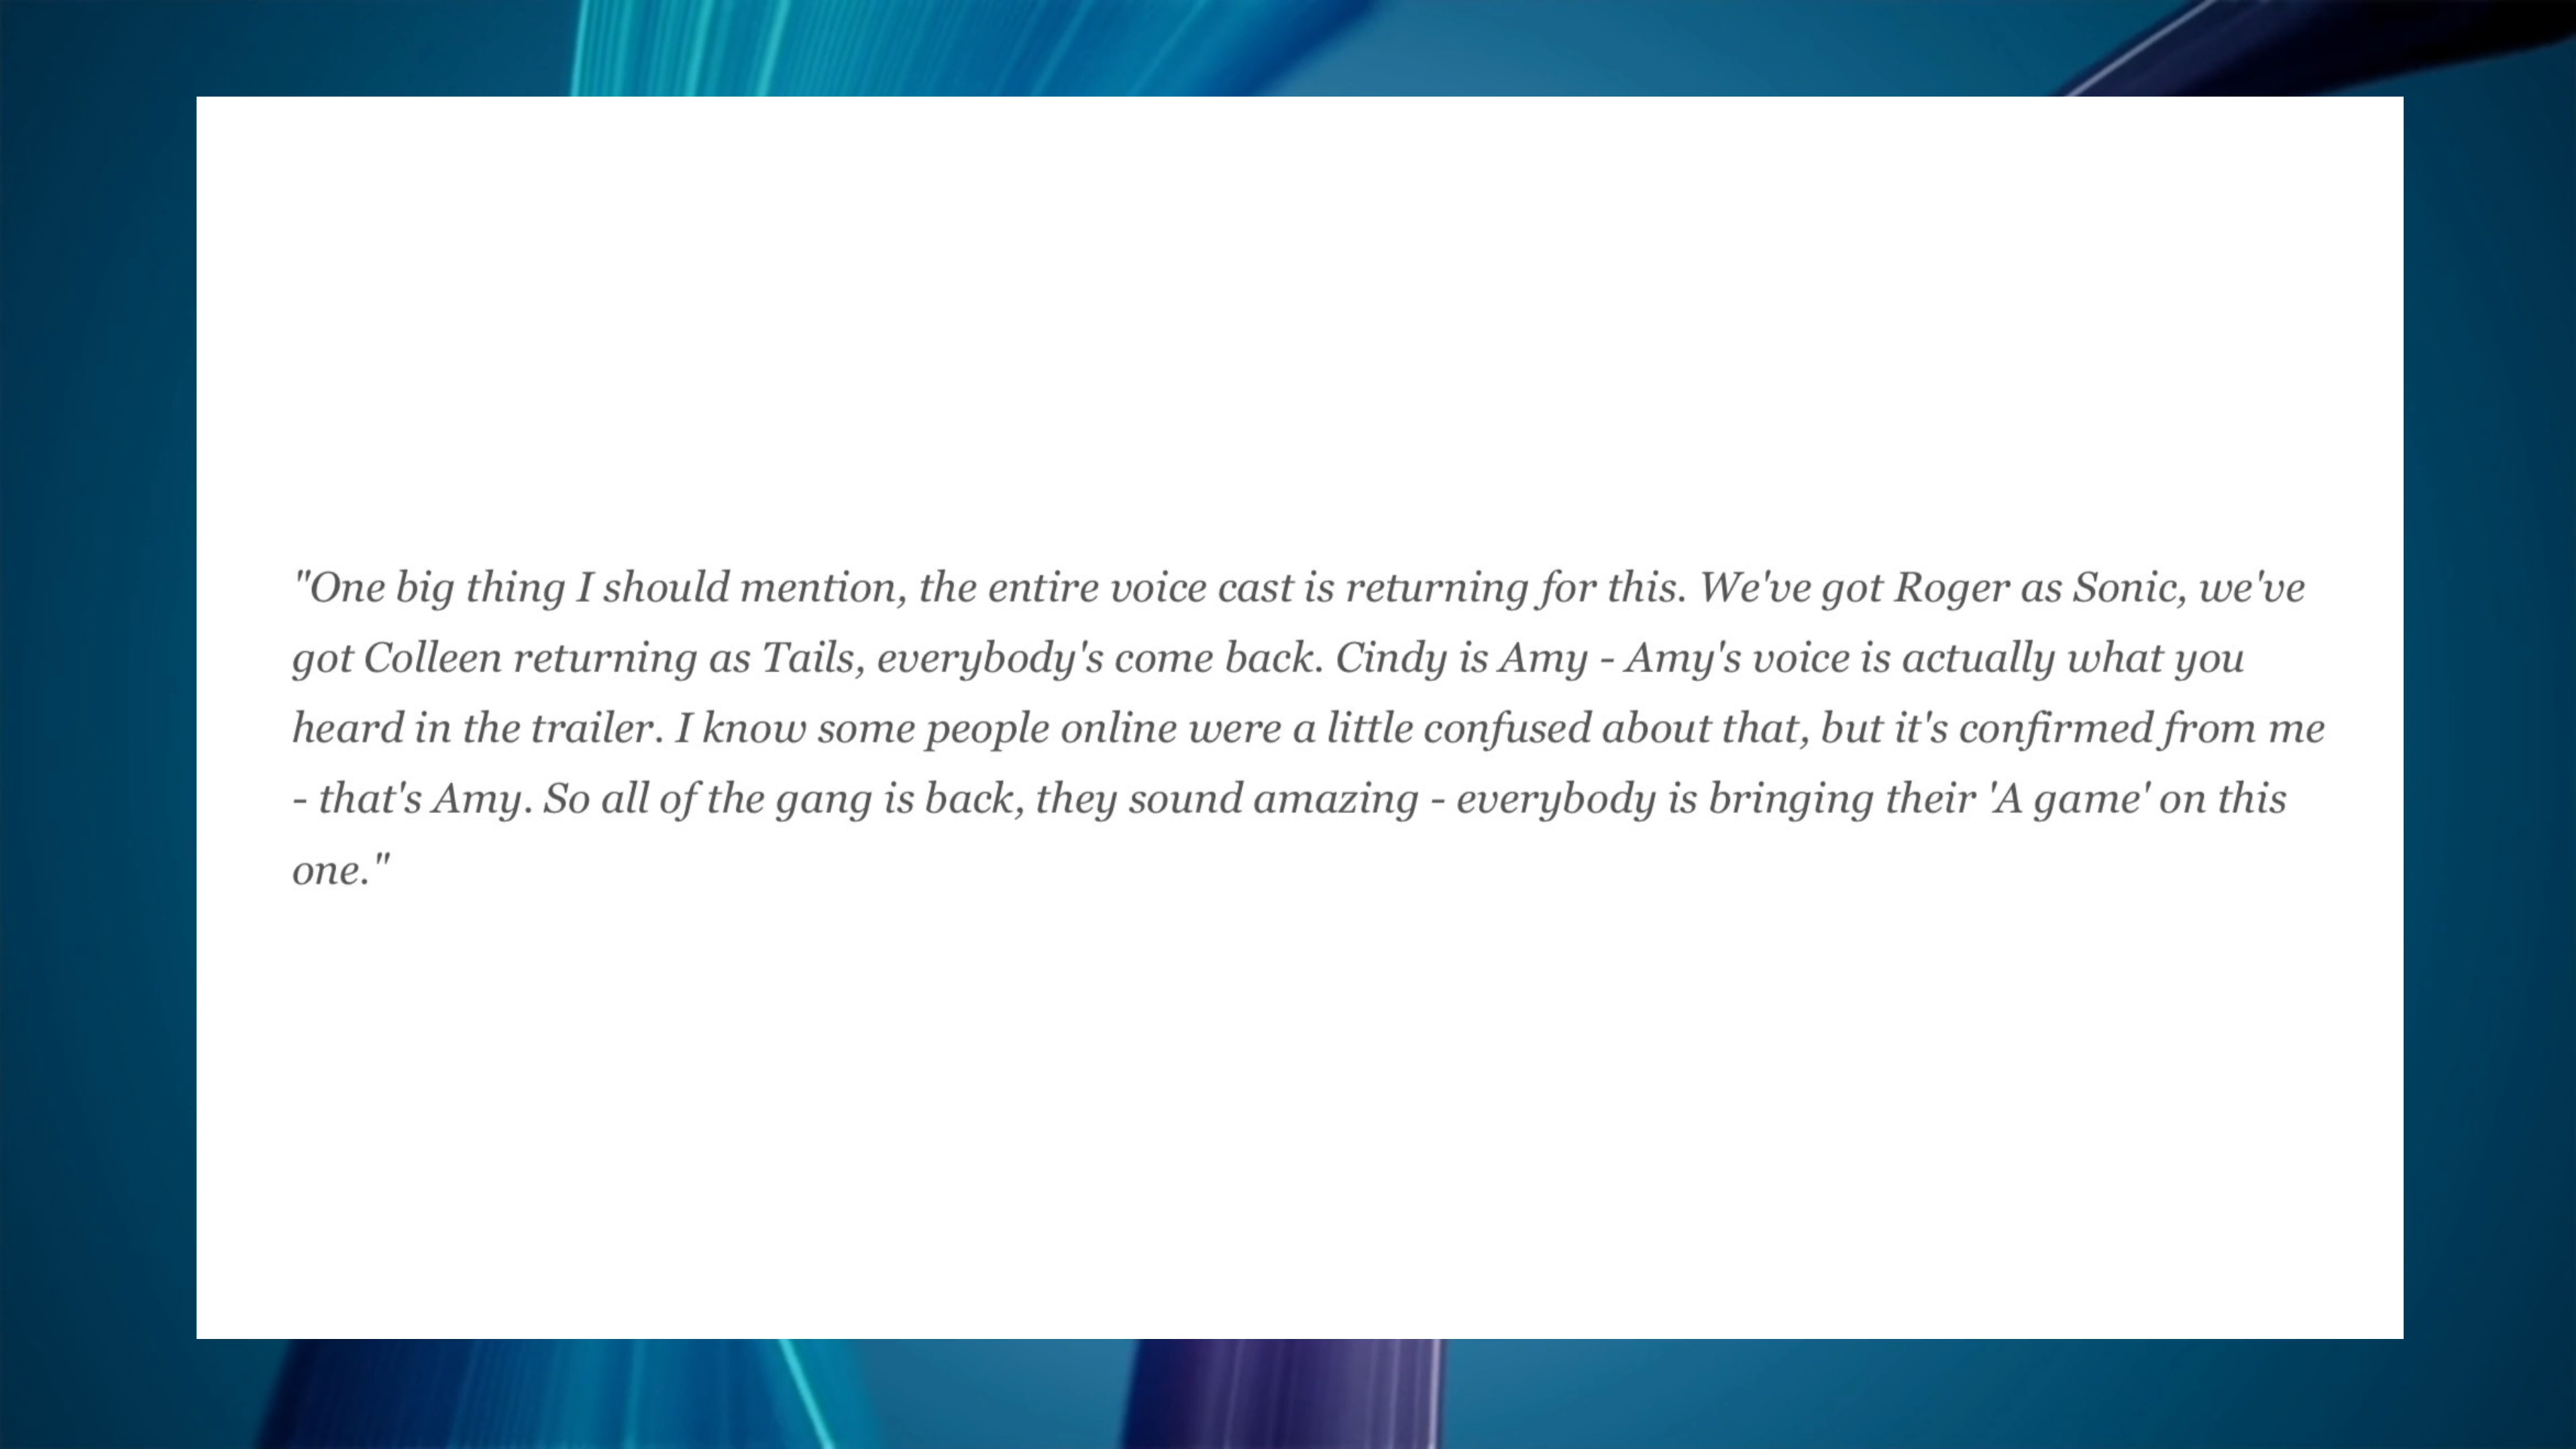 "One big thing I should mention, the entire voice cast is returning for this. We've got Roger as Sonic, we've
got Colleen returning as Tails, everybody's come back. Cindy is Amy - Amy's voice is actually what you
heard in the trailer. I know some people online were a little confused about that, but it's confirmed from me
- that's Amy. So all of the gang is back, they sound amazing - everybody is bringing their 'A game' on this
one."